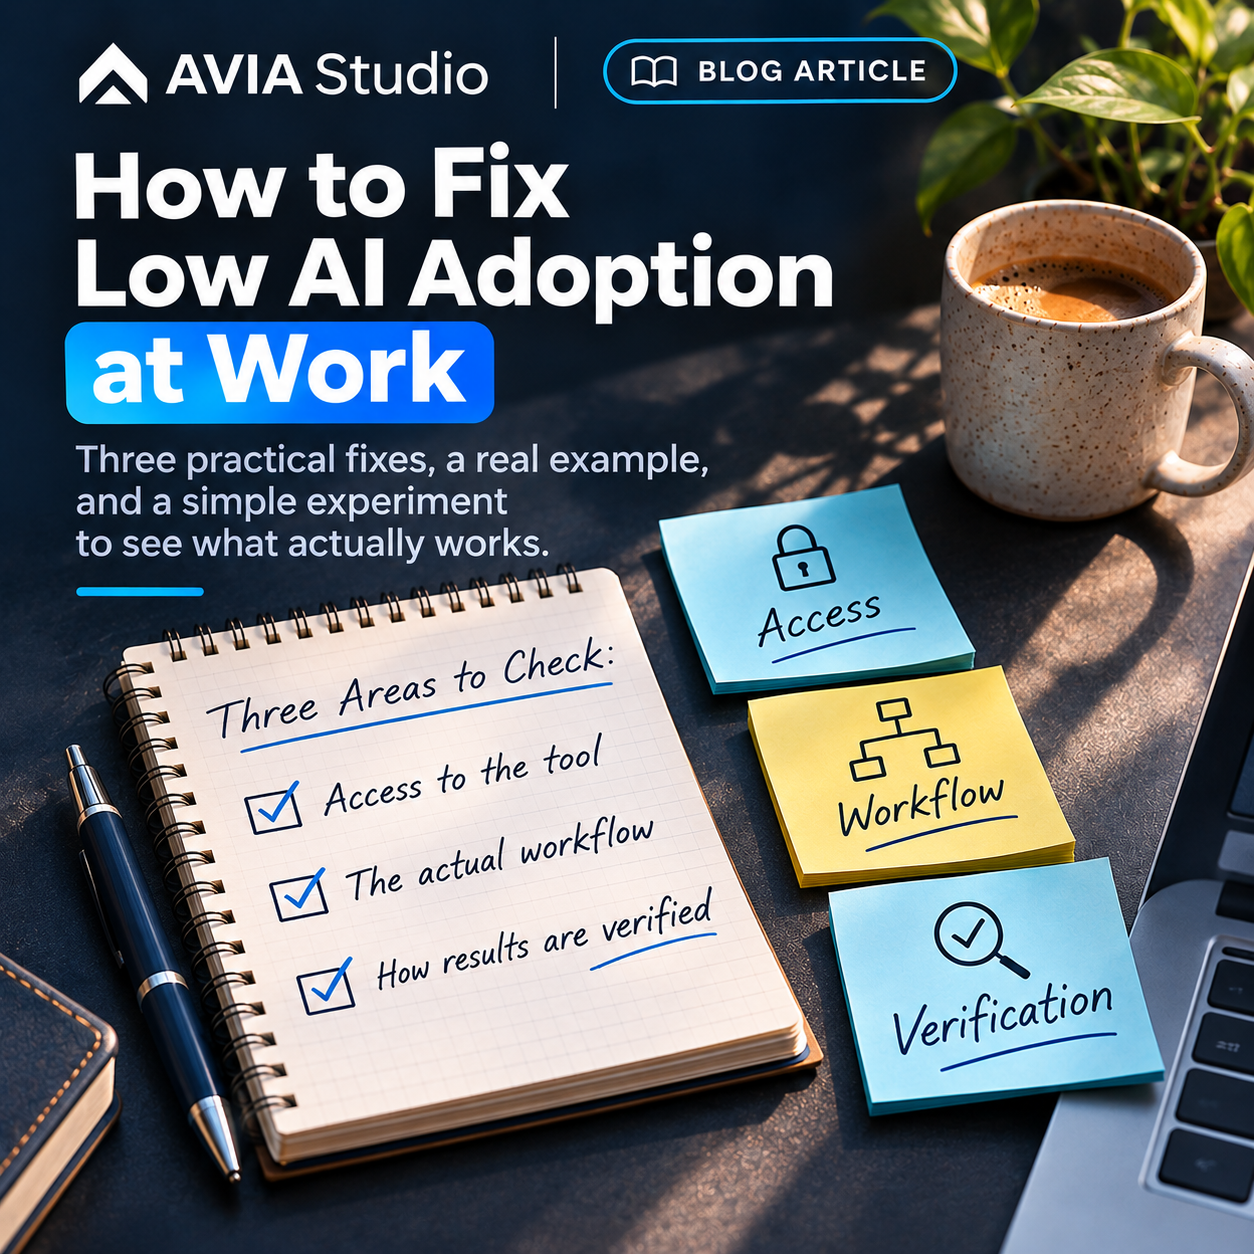 AVIA Studio
BLOG ARTICLE
How to Fix
Low AI Adoption
at Work
Three practical fixes, a real example,
and a simple experiment
to see what actually works.
Three Areas to Check:
Access to the tool
The actual workflow
How results are verified
Access
Workflow
Verification